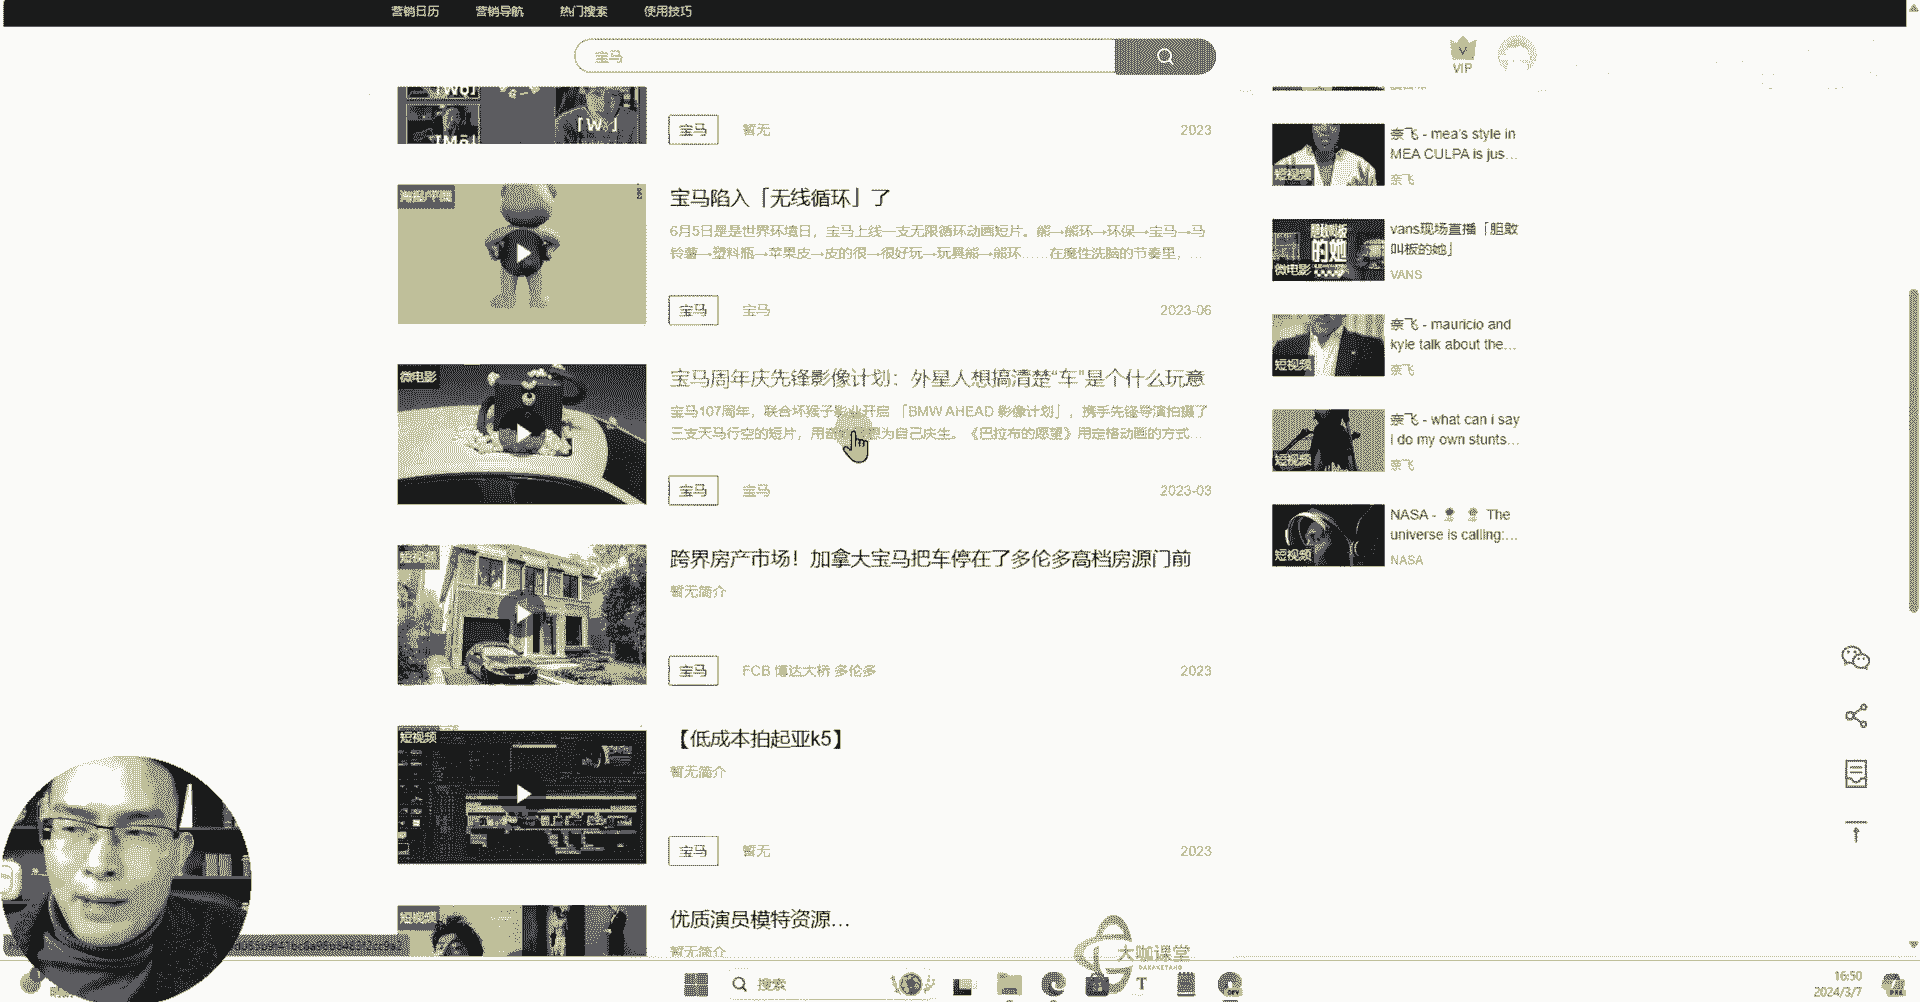 营销日历 营销导航 热门搜索 使用技巧
宝马
VIP
宝马 暂无 2023
海报/平面
宝马陷入「无线循环」了
6月5日是是世界环境日，宝马上线一支无限循环动画短片。熊→熊环→环保→宝马→马
铃薯→塑料瓶→苹果皮→皮的很→很好玩→玩具熊→熊环……在魔性洗脑的节奏里，...
宝马 宝马 2023-06
微电影
宝马周年庆先锋影像计划：外星人想搞清楚“车”是个什么玩意
宝马107周年，联合坏猴子影业开启 「BMW AHEAD 影像计划」，携手先锋导演拍摄了
三支天马行空的短片，用 为自己庆生。《巴拉布的愿望》用定格动画的方式...
宝马 宝马 2023-03
短视频
跨界房产市场！加拿大宝马把车停在了多伦多高档房源门前
暂无简介
宝马 FCB 博达大桥 多伦多 2023
短视频
【低成本拍起亚k5】
暂无简介
宝马 暂无 2023
短视频
优质演员模特资源...
暂无简介
短视频
奈飞 - mea's style in
MEA CULPA is jus...
奈飞
微电影
vans现场直播「胆敢
叫板的她」
VANS
短视频
奈飞 - mauricio and
kyle talk about the...
奈飞
短视频
奈飞 - what can i say
i do my own stunts...
奈飞
短视频
NASA - The
universe is calling:...
NASA
大咖课堂
DAKAKETANG
搜索
T
16:50
2024/3/7